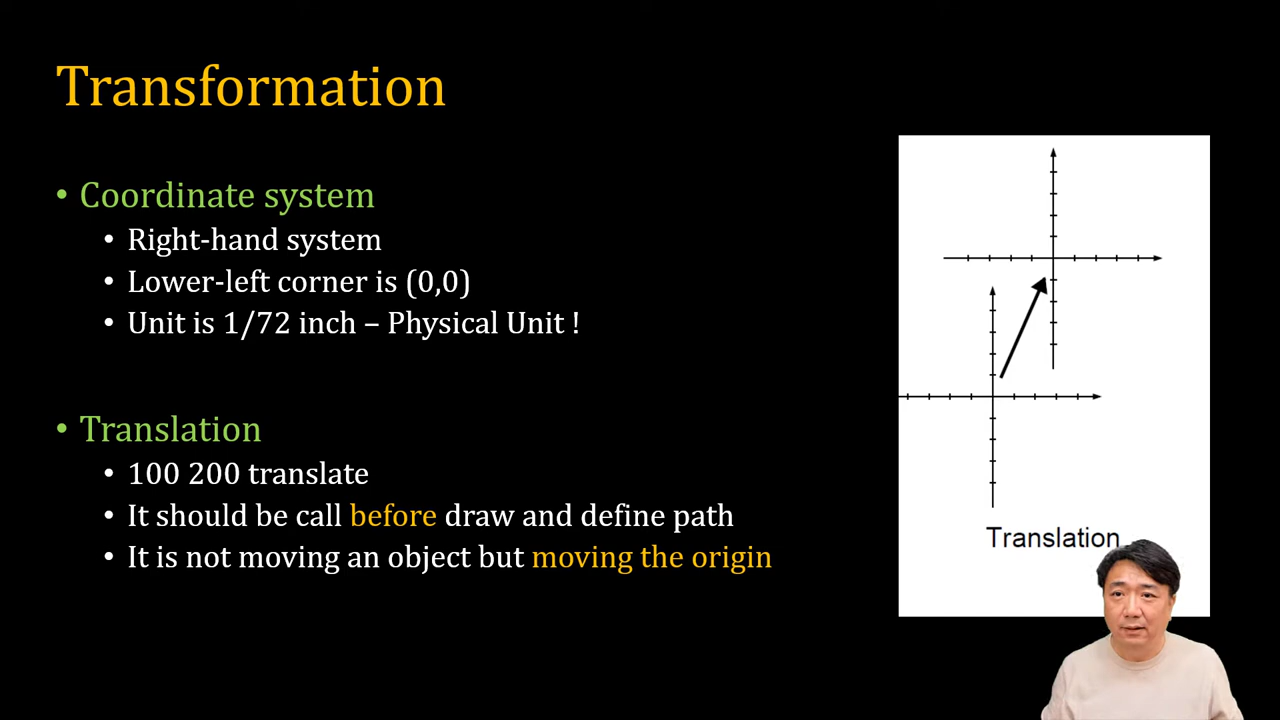 Transformation
• Coordinate system
• Right-hand system
• Lower-left corner is (0,0)
• Unit is 1/72 inch – Physical Unit !
• Translation
• 100 200 translate
• It should be call before draw and define path
• It is not moving an object but moving the origin
Translation